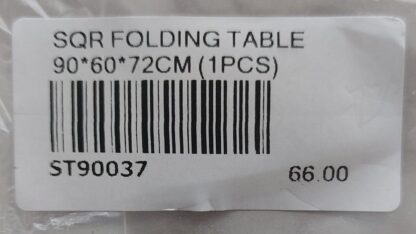 SQR FOLDING TABLE
90*60*72CM (1PCS)
ST90037 66.00